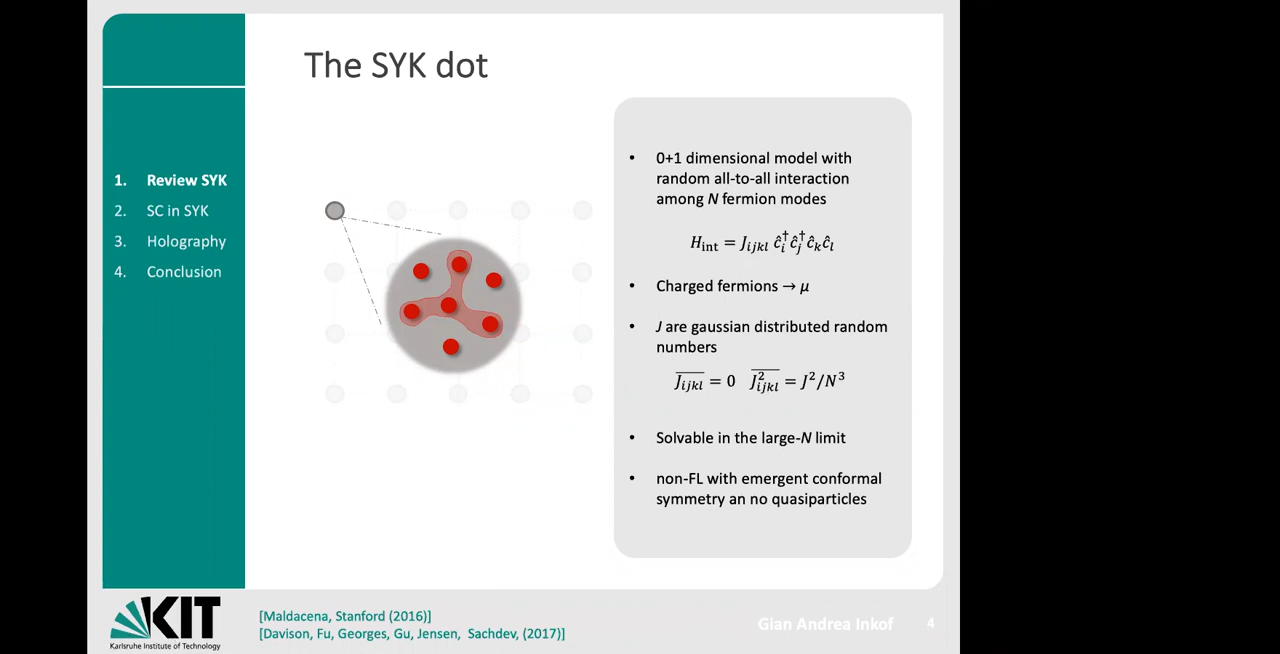 The SYK dot
1. Review SYK
2. SC in SYK
3. Holography
4. Conclusion
• 0+1 dimensional model with
random all-to-all interaction
among N fermion modes
H_int = J_ijkl ĉ_i^† ĉ_j^† ĉ_k ĉ_l
• Charged fermions → μ
• J are gaussian distributed random
numbers
\overline{J_ijkl} = 0 \overline{J_ijkl^2} = J^2/N^3
• Solvable in the large-N limit
• non-FL with emergent conformal
symmetry an no quasiparticles
KIT
Karlsruhe Institute of Technology
[Maldacena, Stanford (2016)]
[Davison, Fu, Georges, Gu, Jensen, Sachdev, (2017)]
Gian Andrea Inkof 4